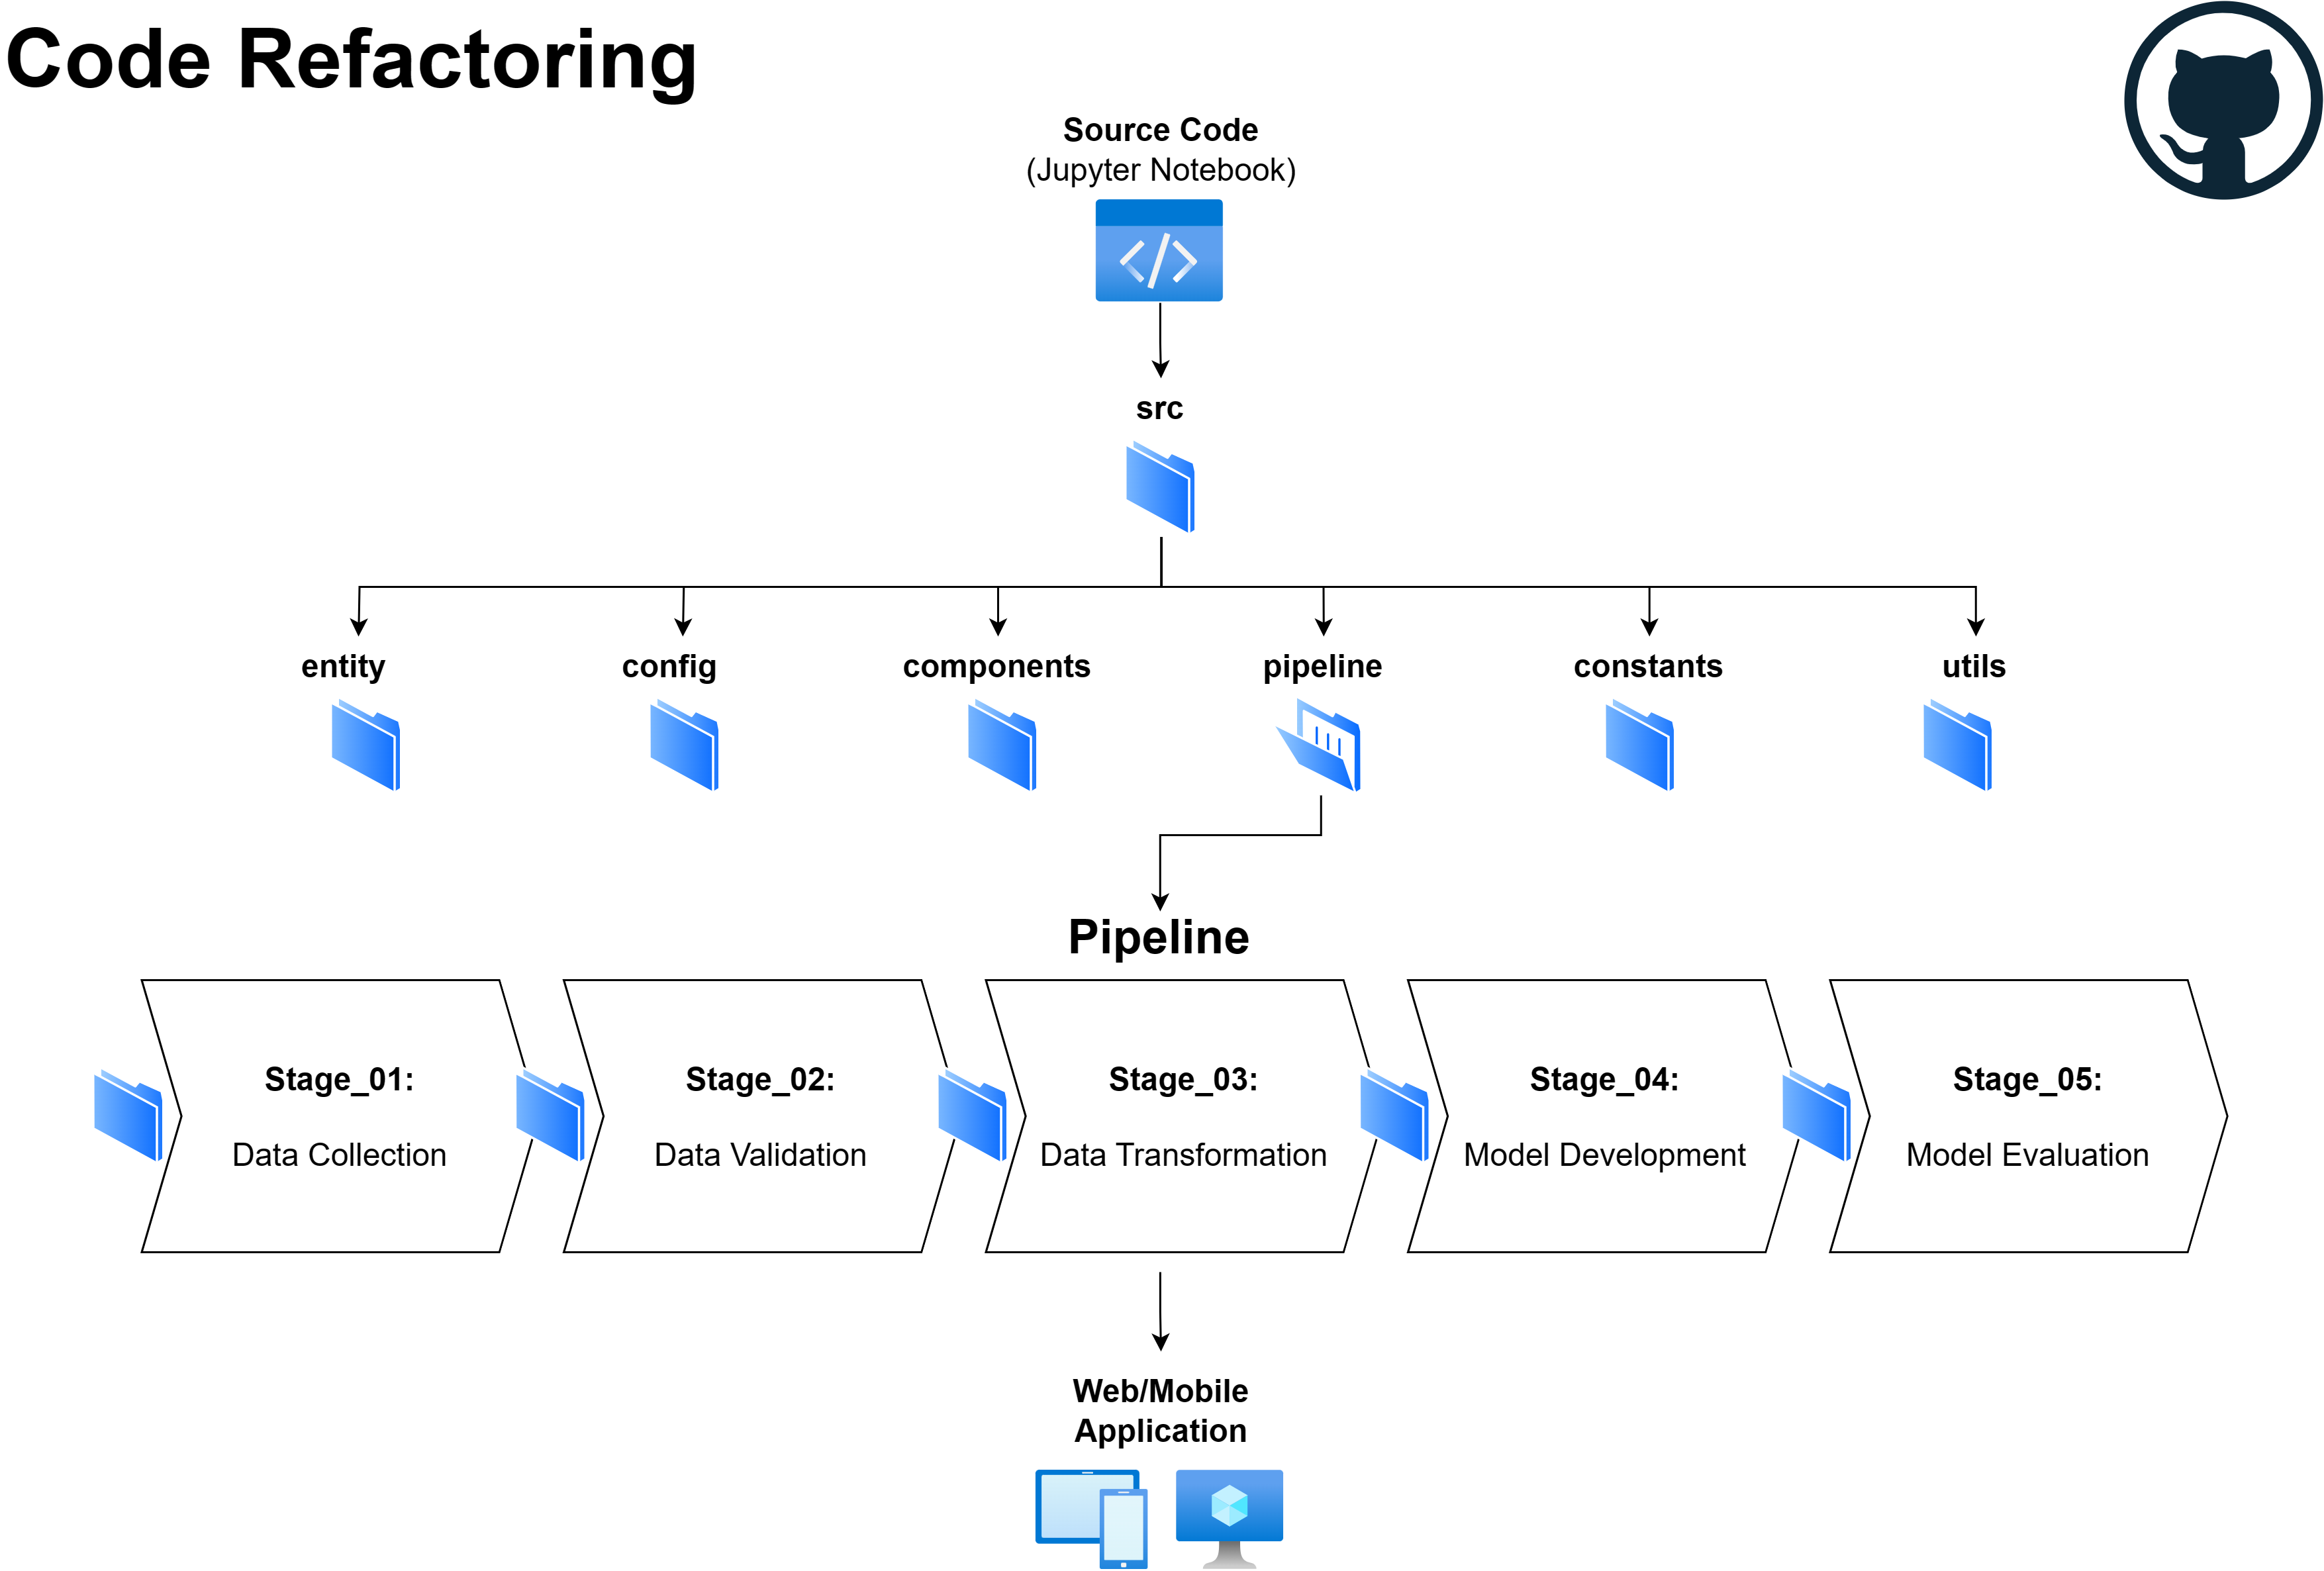 Code Refactoring
Source Code
(Jupyter Notebook)
src
entity
config
components
pipeline
constants
utils
Pipeline
Stage_01:
Data Collection
Stage_02:
Data Validation
Stage_03:
Data Transformation
Stage_04:
Model Development
Stage_05:
Model Evaluation
Web/Mobile
Application